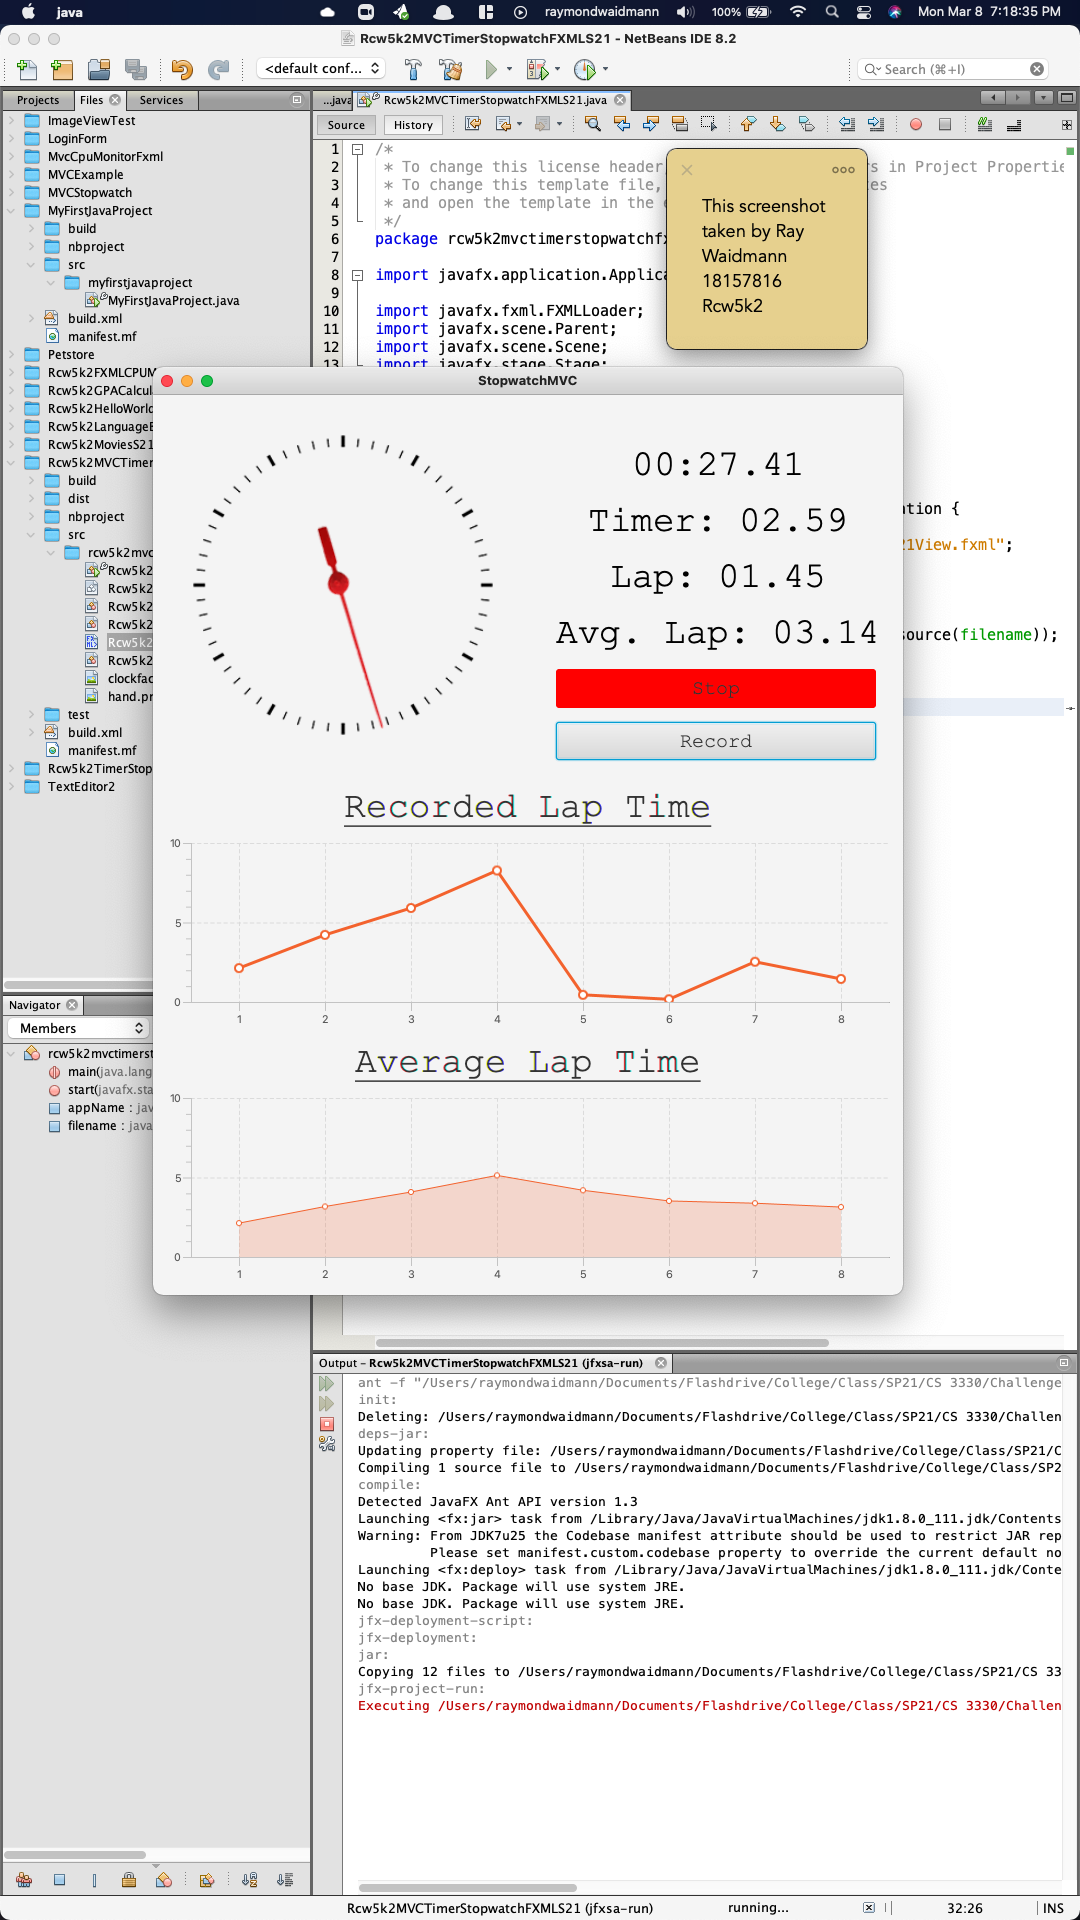 java
raymondwaidmann
100%
Mon Mar 8  7:18:35 PM
Rcw5k2MVCTimerStopwatchFXMLS21 - NetBeans IDE 8.2
<default conf...
Search (⌘+I)
Projects
Files
Services
...java
Rcw5k2MVCTimerStopwatchFXMLS21.java
Source
History
ImageViewTest
LoginForm
MvcCpuMonitorFxml
MVCExample
MVCStopwatch
MyFirstJavaProject
build
nbproject
src
myfirstjavaproject
MyFirstJavaProject.java
build.xml
manifest.mf
Petstore
Rcw5k2FXMLCPUM
Rcw5k2GPACalcul
Rcw5k2HelloWorld
Rcw5k2LanguageE
Rcw5k2MoviesS21
Rcw5k2MVCTimer
build
dist
nbproject
src
rcw5k2mvc
Rcw5k2
Rcw5k2
Rcw5k2
Rcw5k2
Rcw5k2
Rcw5k2
clockfac
hand.pr
test
build.xml
manifest.mf
Rcw5k2TimerStop
TextEditor2
1 /*
2 * To change this license header, rs in Project Propertie
3 * To change this template file, tes
4 * and open the template in the e
5 */
6 package rcw5k2mvctimerstopwatchfx
7
8 import javafx.application.Applica
9
10 import javafx.fxml.FXMLLoader;
11 import javafx.scene.Parent;
12 import javafx.scene.Scene;
13 import javafx.stage.Stage;
ation {
21View.fxml";
source(filename));
This screenshot
taken by Ray
Waidmann
18157816
Rcw5k2
StopwatchMVC
00:27.41
Timer: 02.59
Lap: 01.45
Avg. Lap: 03.14
Stop
Record
Recorded Lap Time
10
5
0
1 2 3 4 5 6 7 8
Average Lap Time
10
5
0
1 2 3 4 5 6 7 8
Navigator
Members
rcw5k2mvctimerst
main(java.lang
start(javafx.sta
appName : jav
filename : java
Output - Rcw5k2MVCTimerStopwatchFXMLS21 (jfxsa-run)
ant -f "/Users/raymondwaidmann/Documents/Flashdrive/College/Class/SP21/CS 3330/Challenge
init:
Deleting: /Users/raymondwaidmann/Documents/Flashdrive/College/Class/SP21/CS 3330/Challen
deps-jar:
Updating property file: /Users/raymondwaidmann/Documents/Flashdrive/College/Class/SP21/C
Compiling 1 source file to /Users/raymondwaidmann/Documents/Flashdrive/College/Class/SP2
compile:
Detected JavaFX Ant API version 1.3
Launching <fx:jar> task from /Library/Java/JavaVirtualMachines/jdk1.8.0_111.jdk/Contents
Warning: From JDK7u25 the Codebase manifest attribute should be used to restrict JAR rep
Please set manifest.custom.codebase property to override the current default no
Launching <fx:deploy> task from /Library/Java/JavaVirtualMachines/jdk1.8.0_111.jdk/Conte
No base JDK. Package will use system JRE.
No base JDK. Package will use system JRE.
jfx-deployment-script:
jfx-deployment:
jar:
Copying 12 files to /Users/raymondwaidmann/Documents/Flashdrive/College/Class/SP21/CS 33
jfx-project-run:
Executing /Users/raymondwaidmann/Documents/Flashdrive/College/Class/SP21/CS 3330/Challen
Rcw5k2MVCTimerStopwatchFXMLS21 (jfxsa-run)
running...
32:26
INS